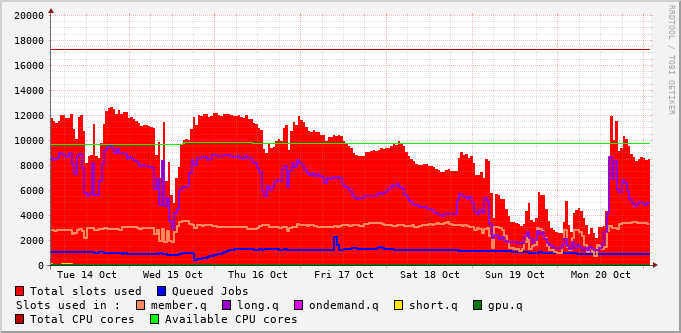 20000
18000
16000
14000
12000
10000
8000
6000
4000
2000
0
Tue 14 Oct Wed 15 Oct Thu 16 Oct Fri 17 Oct Sat 18 Oct Sun 19 Oct Mon 20 Oct
Total slots used Queued Jobs
Slots used in : member.q long.q ondemand.q short.q gpu.q
Total CPU cores Available CPU cores
RRDTOOL / TOBI OETIKER